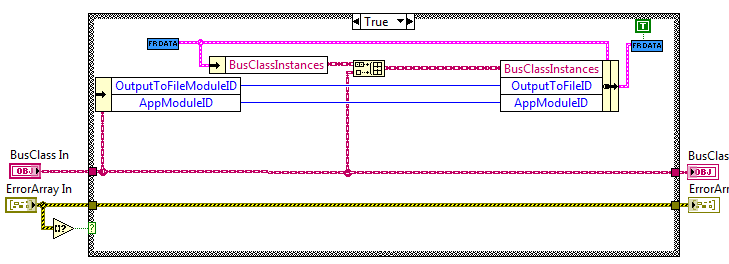 True
T
FRDATA
FRDATA
BusClassInstances
BusClassInstances
OutputToFileModuleID
OutputToFileID
AppModuleID
AppModuleID
BusClass In
OBJ
BusClas
OBJ
ErrorArray In
ErrorArr
?
?